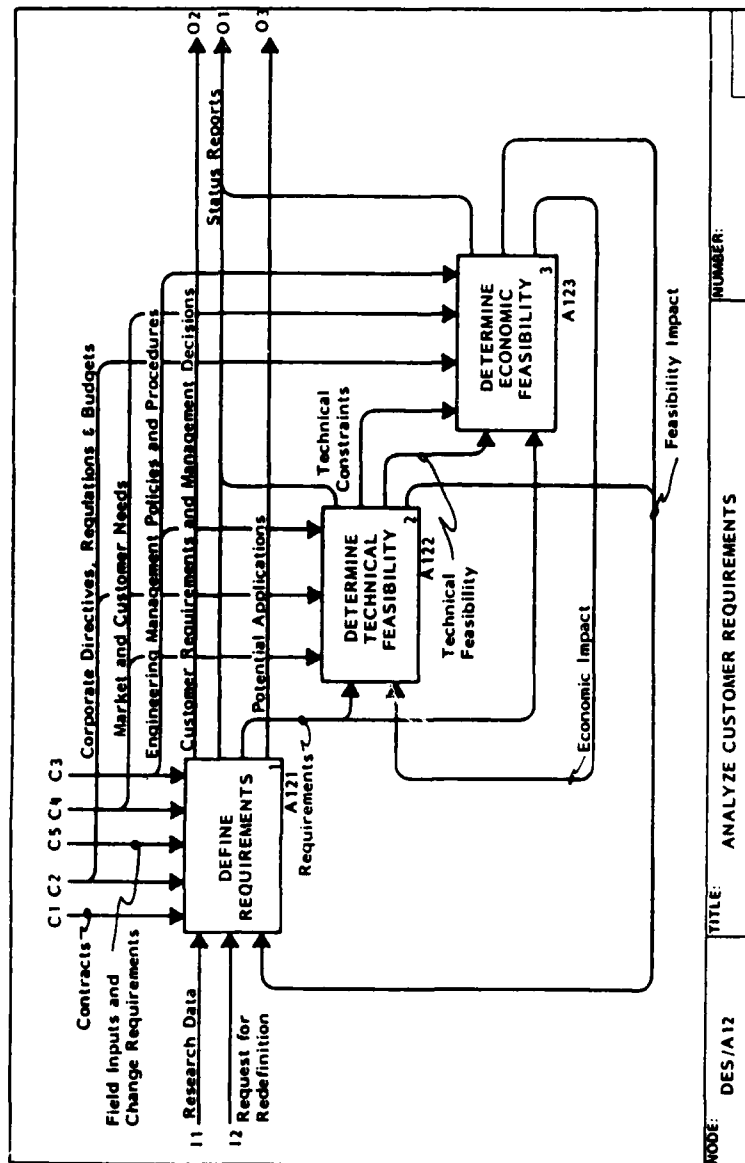 C1 C2 C5 C4 C3
Contracts
Field Inputs and
Change Requirements
Corporate Directives, Regulations & Budgets
Market and Customer Needs
Engineering Management Policies and Procedures
Customer Requirements and Management Decisions
O2
Status Reports
O1
Potential Applications
O3
I1 Research Data
I2 Request for
Redefinition
DEFINE
REQUIREMENTS
1
A121
Requirements
DETERMINE
TECHNICAL
FEASIBILITY
2
A122
Technical
Constraints
Technical
Feasibility
DETERMINE
ECONOMIC
FEASIBILITY
3
A123
Economic Impact
Feasibility Impact
NODE: DES/A12
TITLE: ANALYZE CUSTOMER REQUIREMENTS
NUMBER: